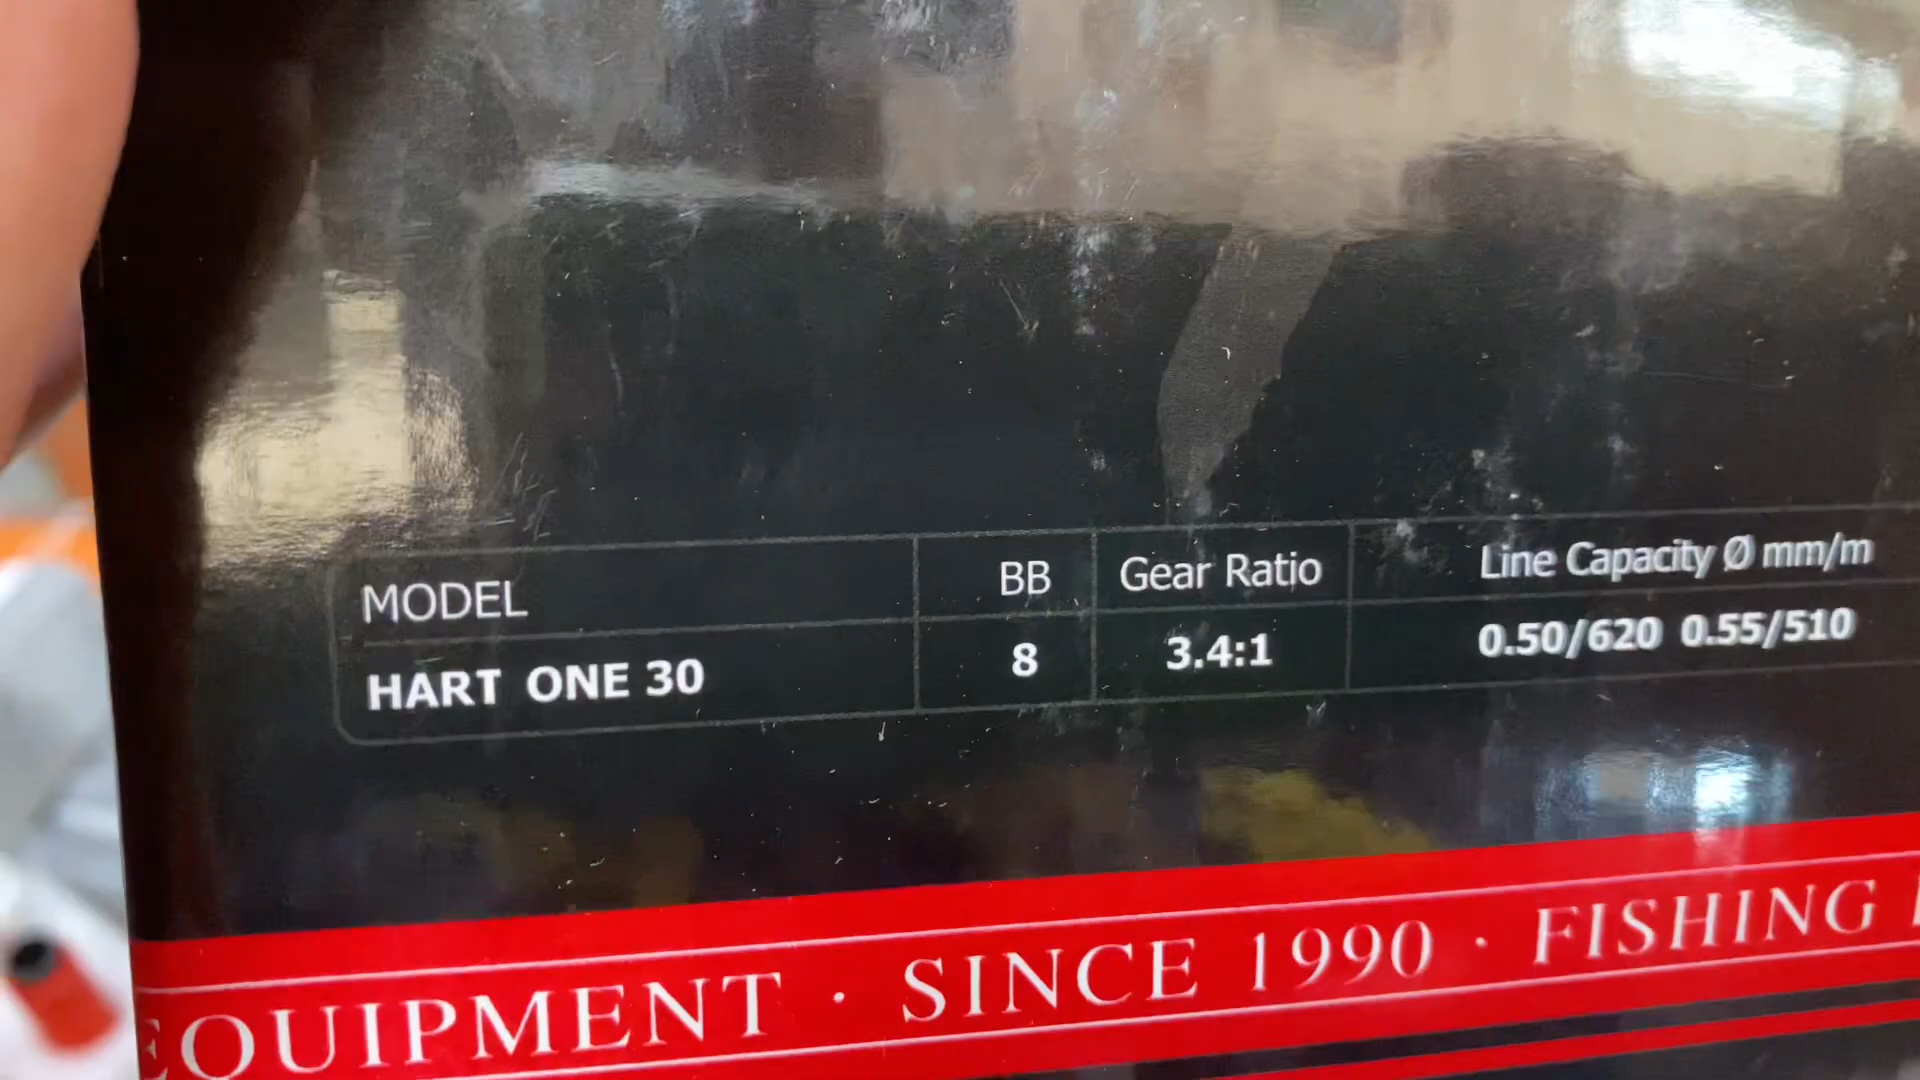 MODEL BB Gear Ratio Line Capacity Ø mm/m
HART ONE 30 8 3.4:1 0.50/620 0.55/510
EQUIPMENT · SINCE 1990 · FISHING